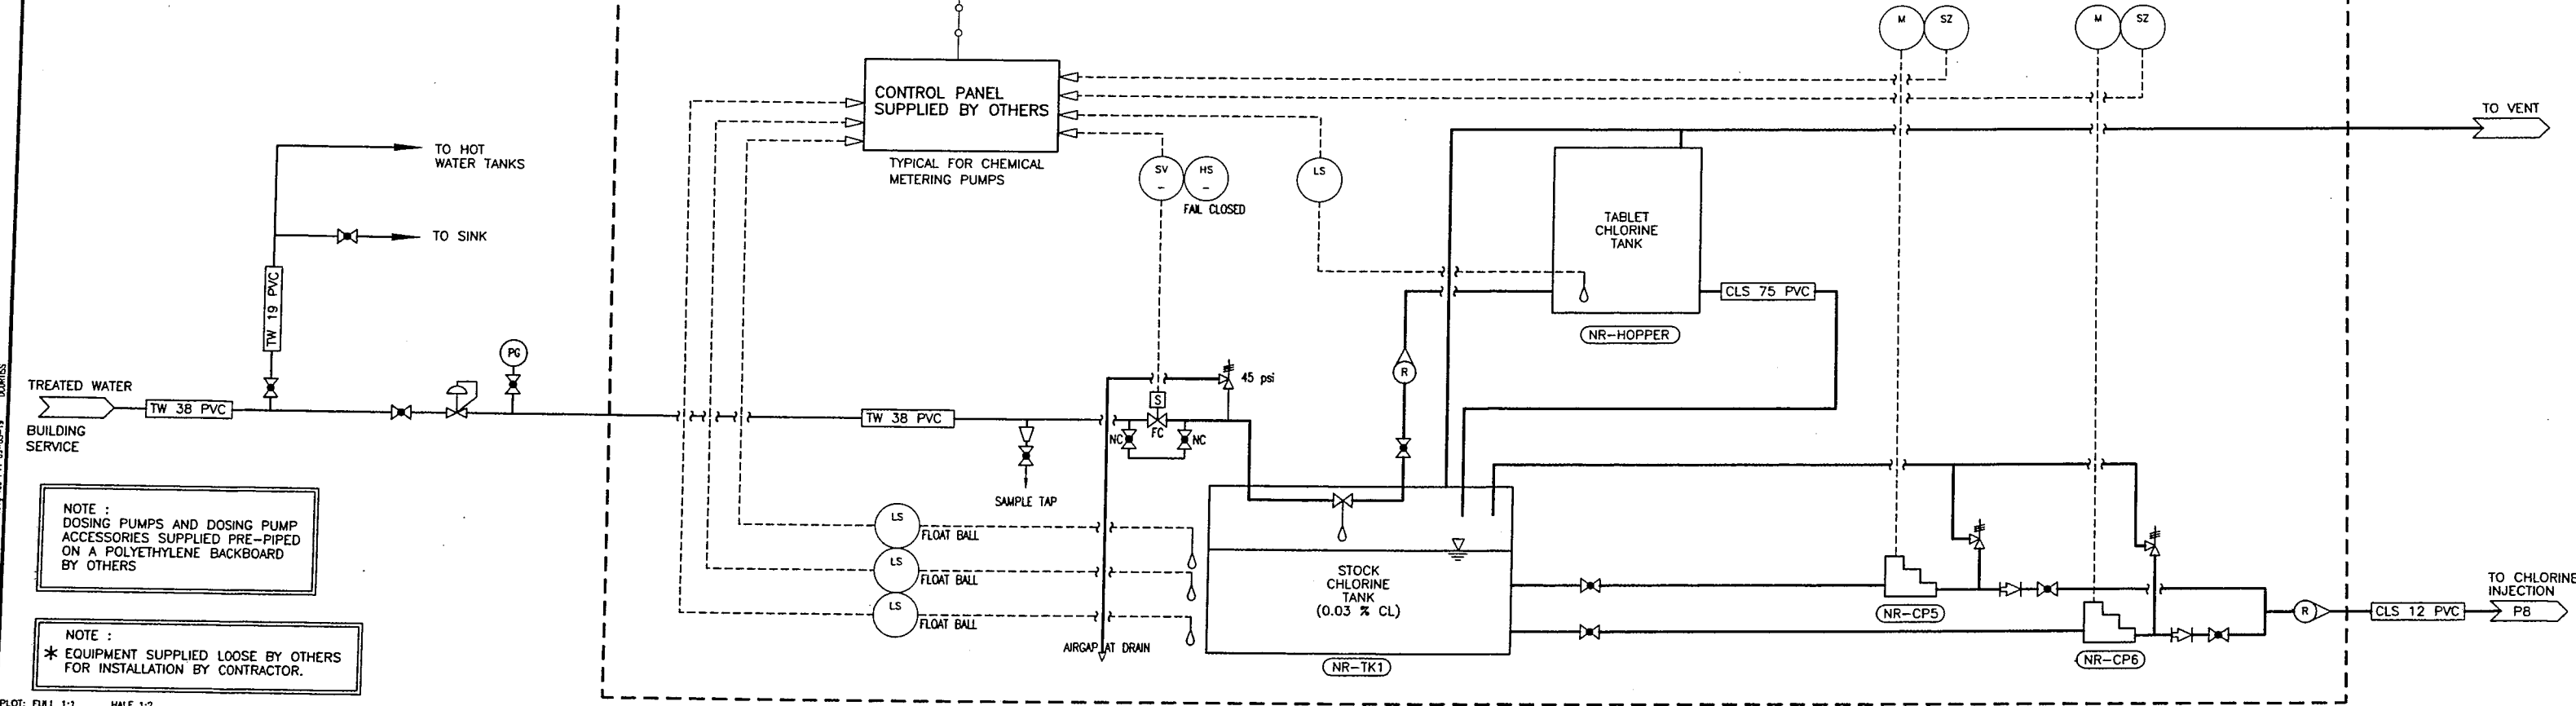 M
SZ
M
SZ
CONTROL PANEL
SUPPLIED BY OTHERS
TYPICAL FOR CHEMICAL
METERING PUMPS
TO VENT
TO HOT
WATER TANKS
TO SINK
SV
-
HS
-
FAIL CLOSED
LS
TABLET
CHLORINE
TANK
CLS 75 PVC
NR-HOPPER
TW 19 PVC
PG
R
45 psi
S
TREATED WATER
TW 38 PVC
BUILDING
SERVICE
TW 38 PVC
NC
FC
NC
SAMPLE TAP
NOTE :
DOSING PUMPS AND DOSING PUMP
ACCESSORIES SUPPLIED PRE-PIPED
ON A POLYETHYLENE BACKBOARD
BY OTHERS
LS
FLOAT BALL
LS
FLOAT BALL
LS
FLOAT BALL
STOCK
CHLORINE
TANK
(0.03 % CL)
NR-TK1
AIRGAP AT DRAIN
NR-CP5
NR-CP6
R
CLS 12 PVC
TO CHLORINE
INJECTION
P8
NOTE :
* EQUIPMENT SUPPLIED LOOSE BY OTHERS
FOR INSTALLATION BY CONTRACTOR.
PLOT: FULL 1:1 HALF 1:2